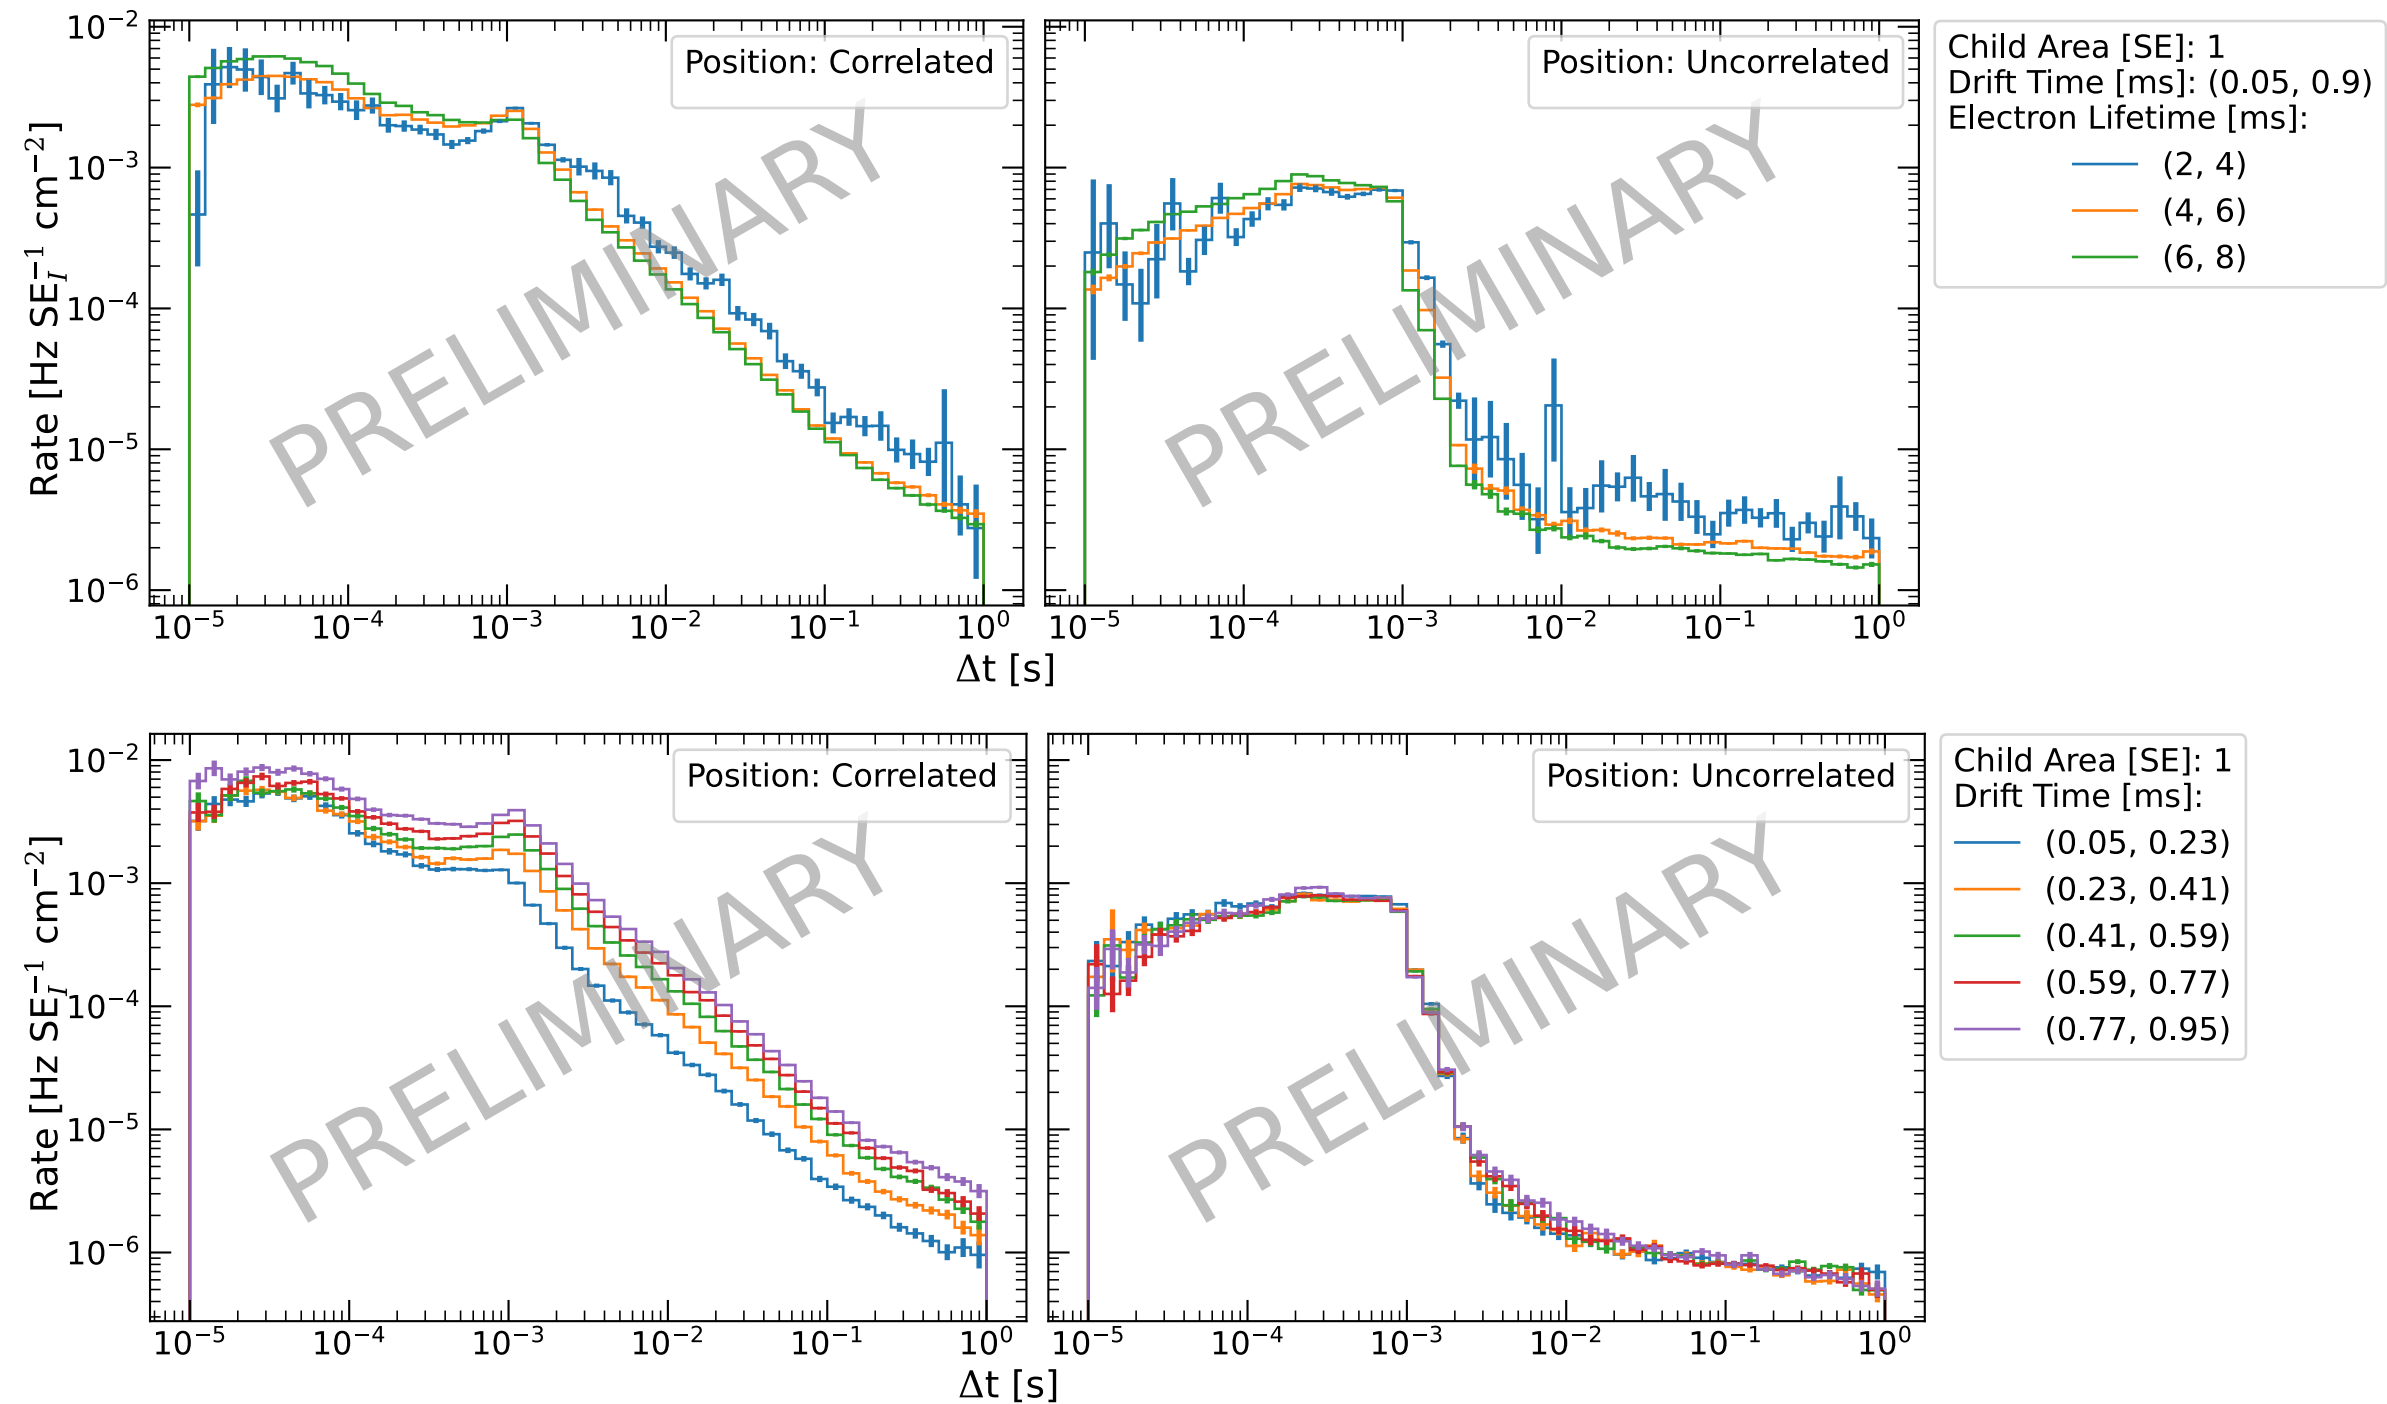 Rate [Hz SE_I^−1 cm^−2]
10^−2
10^−3
10^−4
10^−5
10^−6
Position: Correlated
PRELIMINARY
10^−5 10^−4 10^−3 10^−2 10^−1 10^0
Position: Uncorrelated
PRELIMINARY
10^−5 10^−4 10^−3 10^−2 10^−1 10^0
Δt [s]
Child Area [SE]: 1
Drift Time [ms]: (0.05, 0.9)
Electron Lifetime [ms]:
(2, 4)
(4, 6)
(6, 8)
Rate [Hz SE_I^−1 cm^−2]
10^−2
10^−3
10^−4
10^−5
10^−6
Position: Correlated
PRELIMINARY
10^−5 10^−4 10^−3 10^−2 10^−1 10^0
Position: Uncorrelated
PRELIMINARY
10^−5 10^−4 10^−3 10^−2 10^−1 10^0
Δt [s]
Child Area [SE]: 1
Drift Time [ms]:
(0.05, 0.23)
(0.23, 0.41)
(0.41, 0.59)
(0.59, 0.77)
(0.77, 0.95)